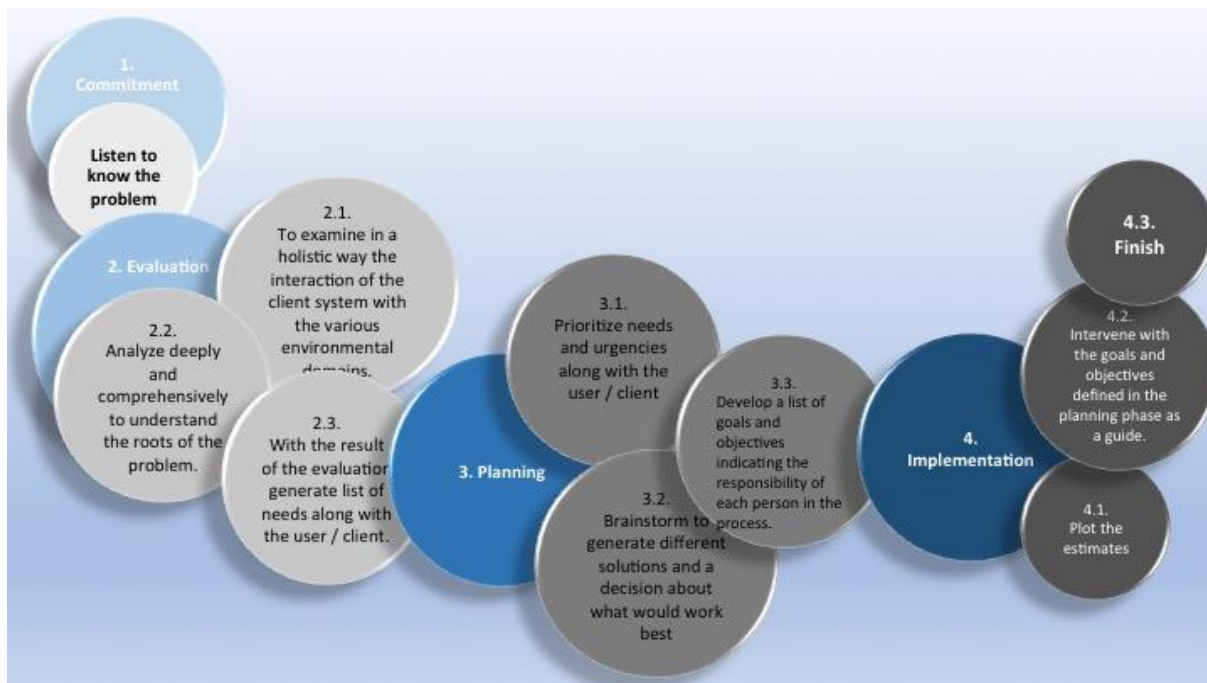 1.
Commitment
Listen to
know the
problem
2. Evaluation
2.1.
To examine in a
holistic way the
interaction of the
client system with
the various
environmental
domains.
2.2.
Analyze deeply
and
comprehensively
to understand
the roots of the
problem.
2.3.
With the result
of the evaluation
generate list of
needs along with
the user / client.
3. Planning
3.1.
Prioritize needs
and urgencies
along with the
user / client
3.2.
Brainstorm to
generate different
solutions and a
decision about
what would work
best
3.3.
Develop a list of
goals and
objectives
indicating the
responsibility of
each person in the
process.
4.
Implementation
4.1.
Plot the
estimates
4.2.
Intervene with
the goals and
objectives
defined in the
planning phase as
a guide.
4.3.
Finish